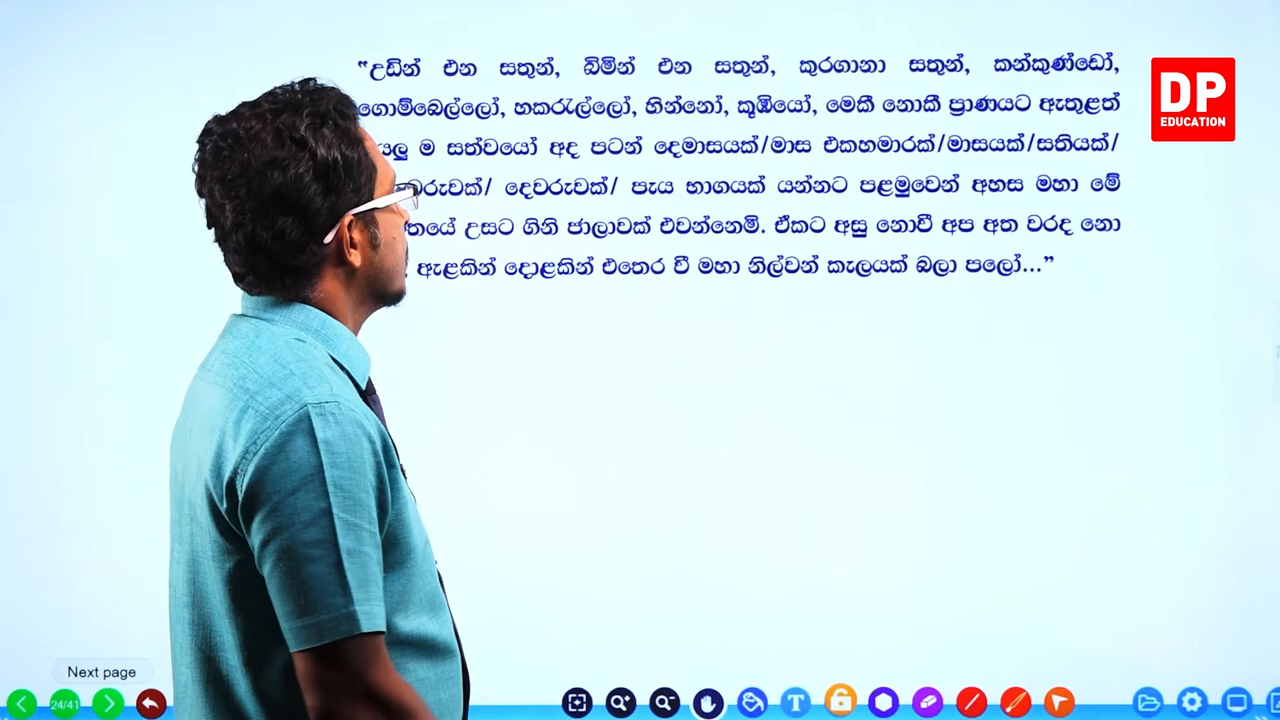 “උඩින් එන සතුන්, බිමින් එන සතුන්, කුරගානා සතුන්, කන්කුණ්ඩෝ,
ගොම්බෙල්ලෝ, හකරැල්ලෝ, හින්නෝ, කූඹියෝ, මෙකී නොකී ප්‍රාණයට ඇතුළත්
ම සත්වයෝ අද පටන් දෙමාසයක්/මාස එකහමාරක්/මාසයක්/සතියක්/
දෙවරුවක්/ පැය භාගයක් යන්නට පළමුවෙන් අහස මහා මේ
උසට ගිනි ජාලාවක් එවන්නෙමි. ඒකට අසු නොවී අප අත වරද නො
ඇළකින් දොළකින් එතෙර වී මහා නිල්වන් කැලයක් බලා පලෝ...”
DP
EDUCATION
Next page
24/41